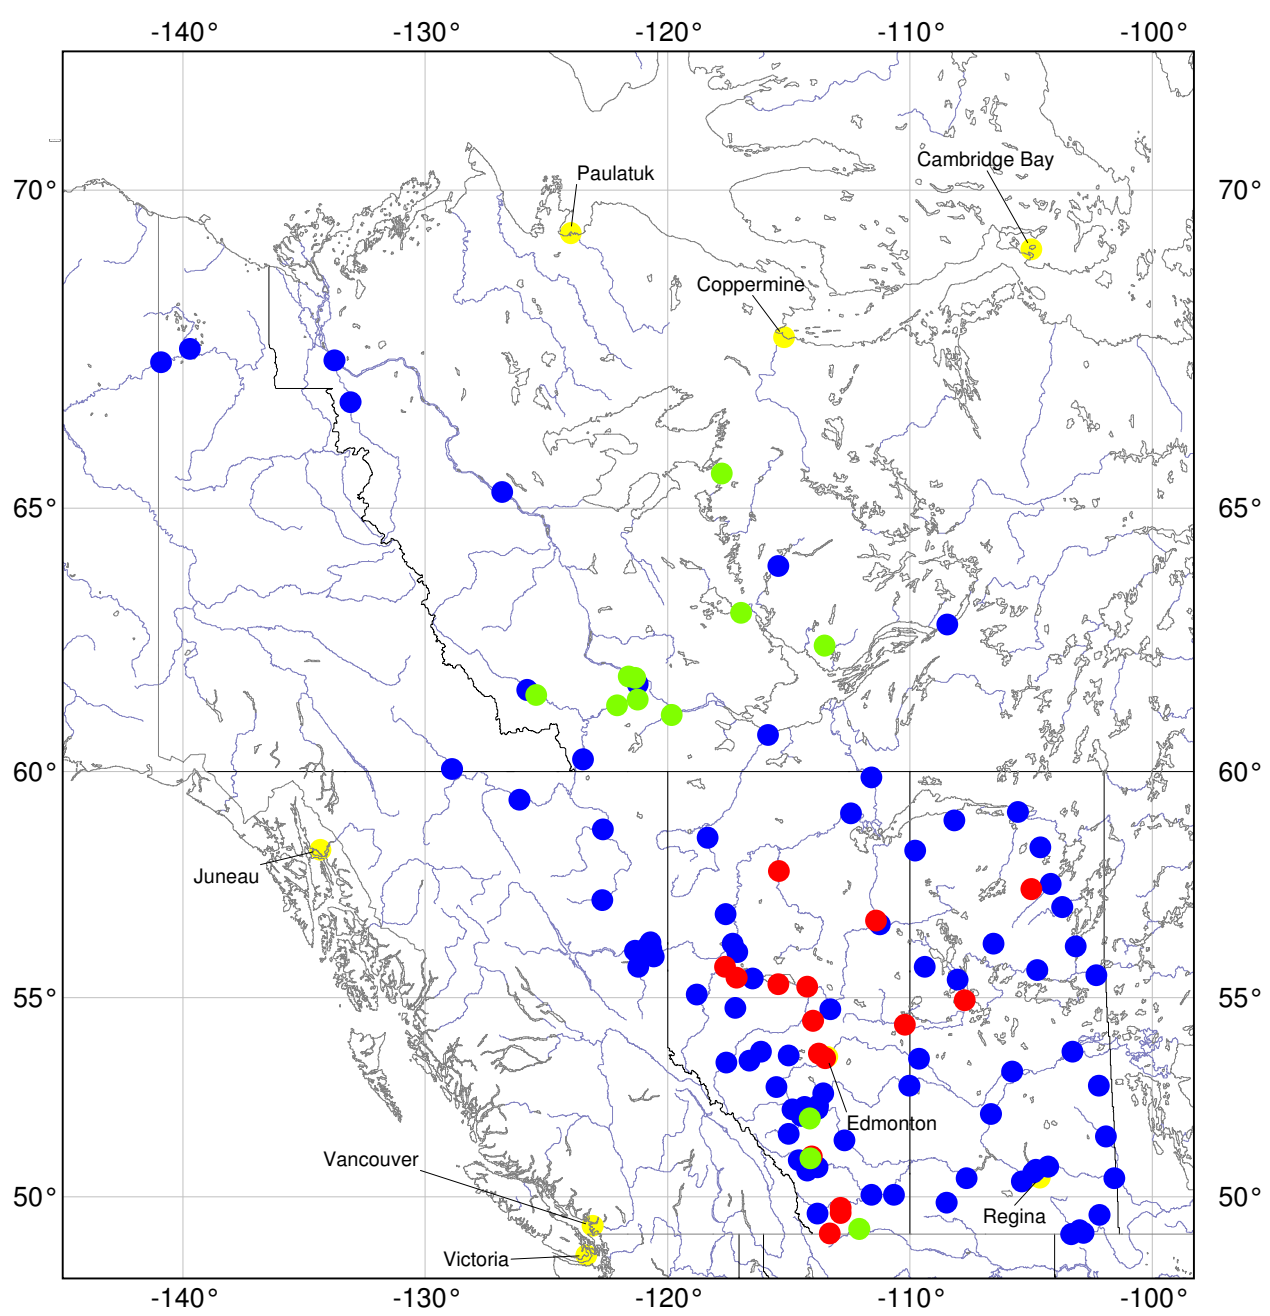 -140° -130° -120° -110° -100°
Cambridge Bay
Paulatuk
70° 70°
Coppermine
65° 65°
60° 60°
Juneau
55° 55°
Edmonton
Vancouver
50° 50°
Regina
Victoria
-140° -130° -120° -110° -100°